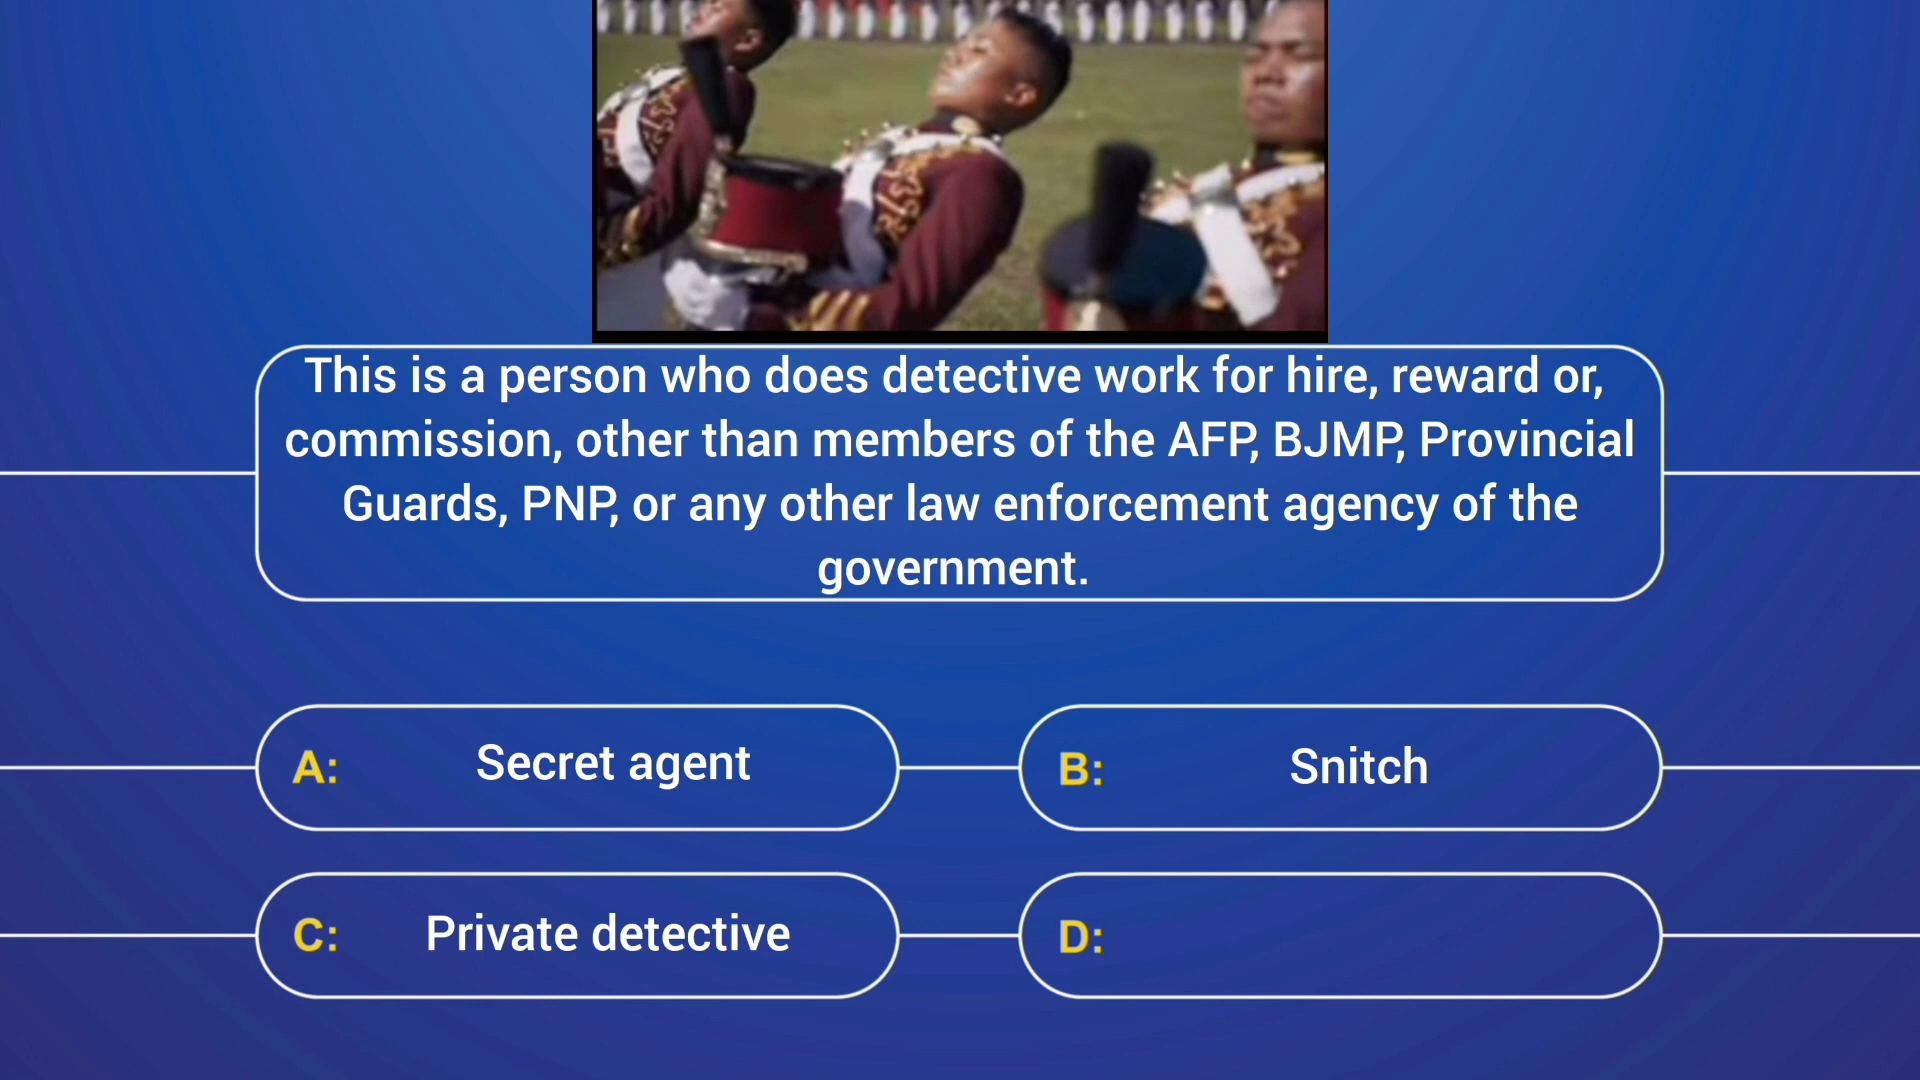 This is a person who does detective work for hire, reward or,
commission, other than members of the AFP, BJMP, Provincial
Guards, PNP, or any other law enforcement agency of the
government.
A: Secret agent
B: Snitch
C: Private detective
D: